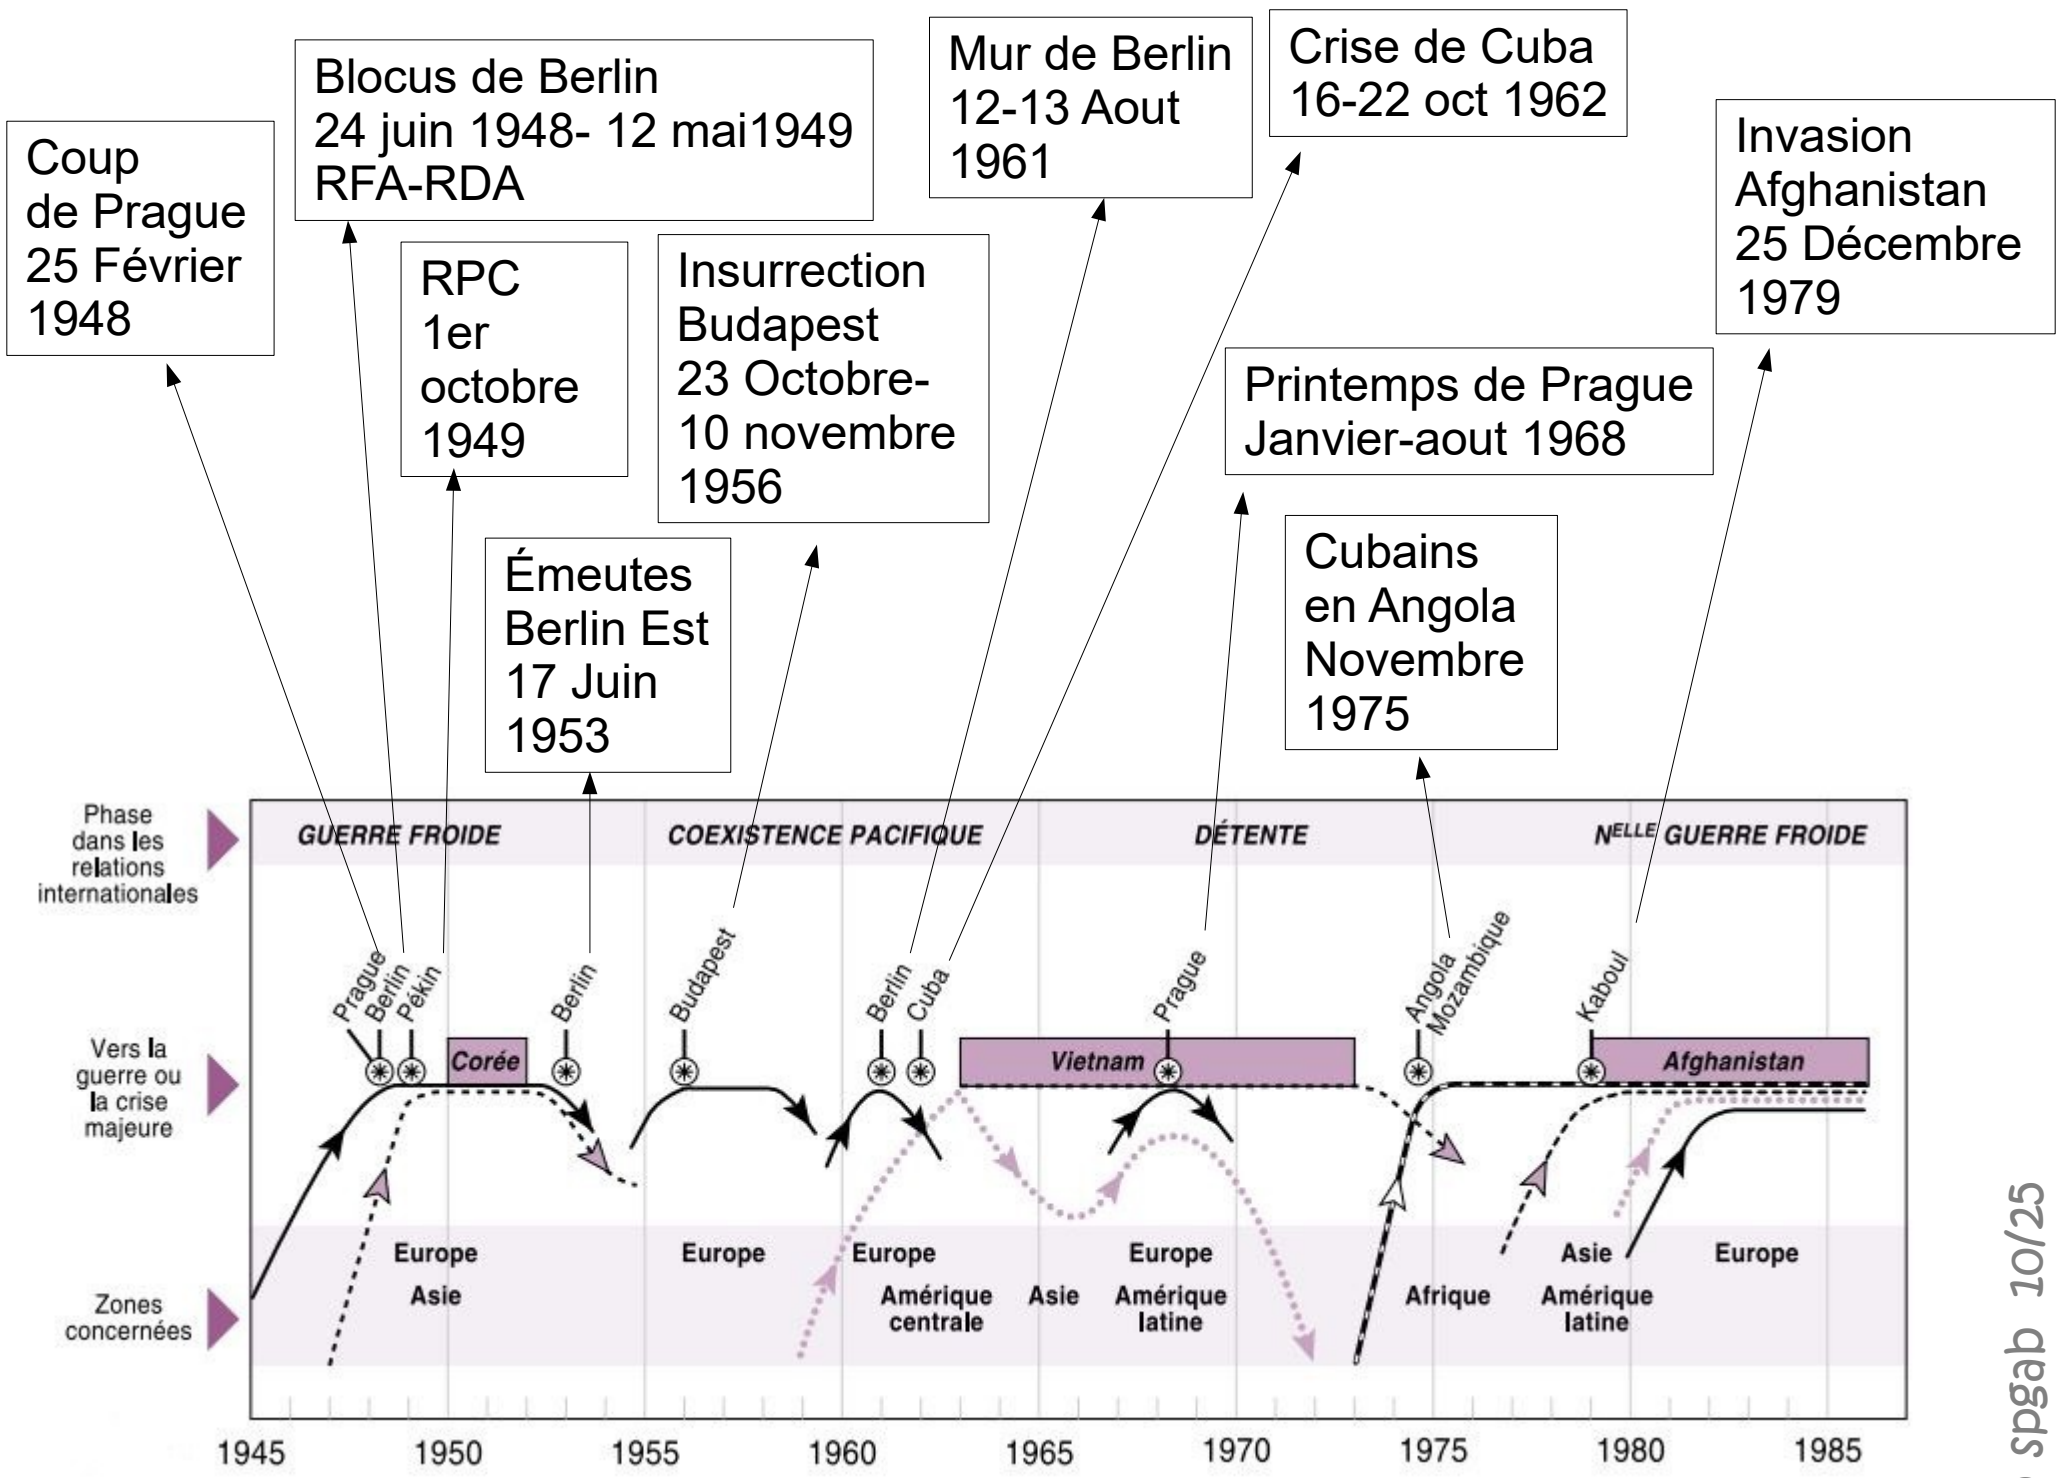 Coup
de Prague
25 Février
1948
Blocus de Berlin
24 juin 1948- 12 mai1949
RFA-RDA
RPC
1er
octobre
1949
Émeutes
Berlin Est
17 Juin
1953
Insurrection
Budapest
23 Octobre-
10 novembre
1956
Mur de Berlin
12-13 Aout
1961
Crise de Cuba
16-22 oct 1962
Printemps de Prague
Janvier-aout 1968
Cubains
en Angola
Novembre
1975
Invasion
Afghanistan
25 Décembre
1979
Phase
dans les
relations
internationales
GUERRE FROIDE
COEXISTENCE PACIFIQUE
DÉTENTE
NELLE GUERRE FROIDE
Prague
Berlin
Pékin
Berlin
Budapest
Berlin
Cuba
Prague
Angola
Mozambique
Kaboul
Vers la
guerre ou
la crise
majeure
Corée
Vietnam
Afghanistan
Zones
concernées
Europe
Asie
Europe
Europe
Amérique
centrale
Asie
Europe
Amérique
latine
Afrique
Asie
Amérique
latine
Europe
1945 1950 1955 1960 1965 1970 1975 1980 1985
spgab 10/25